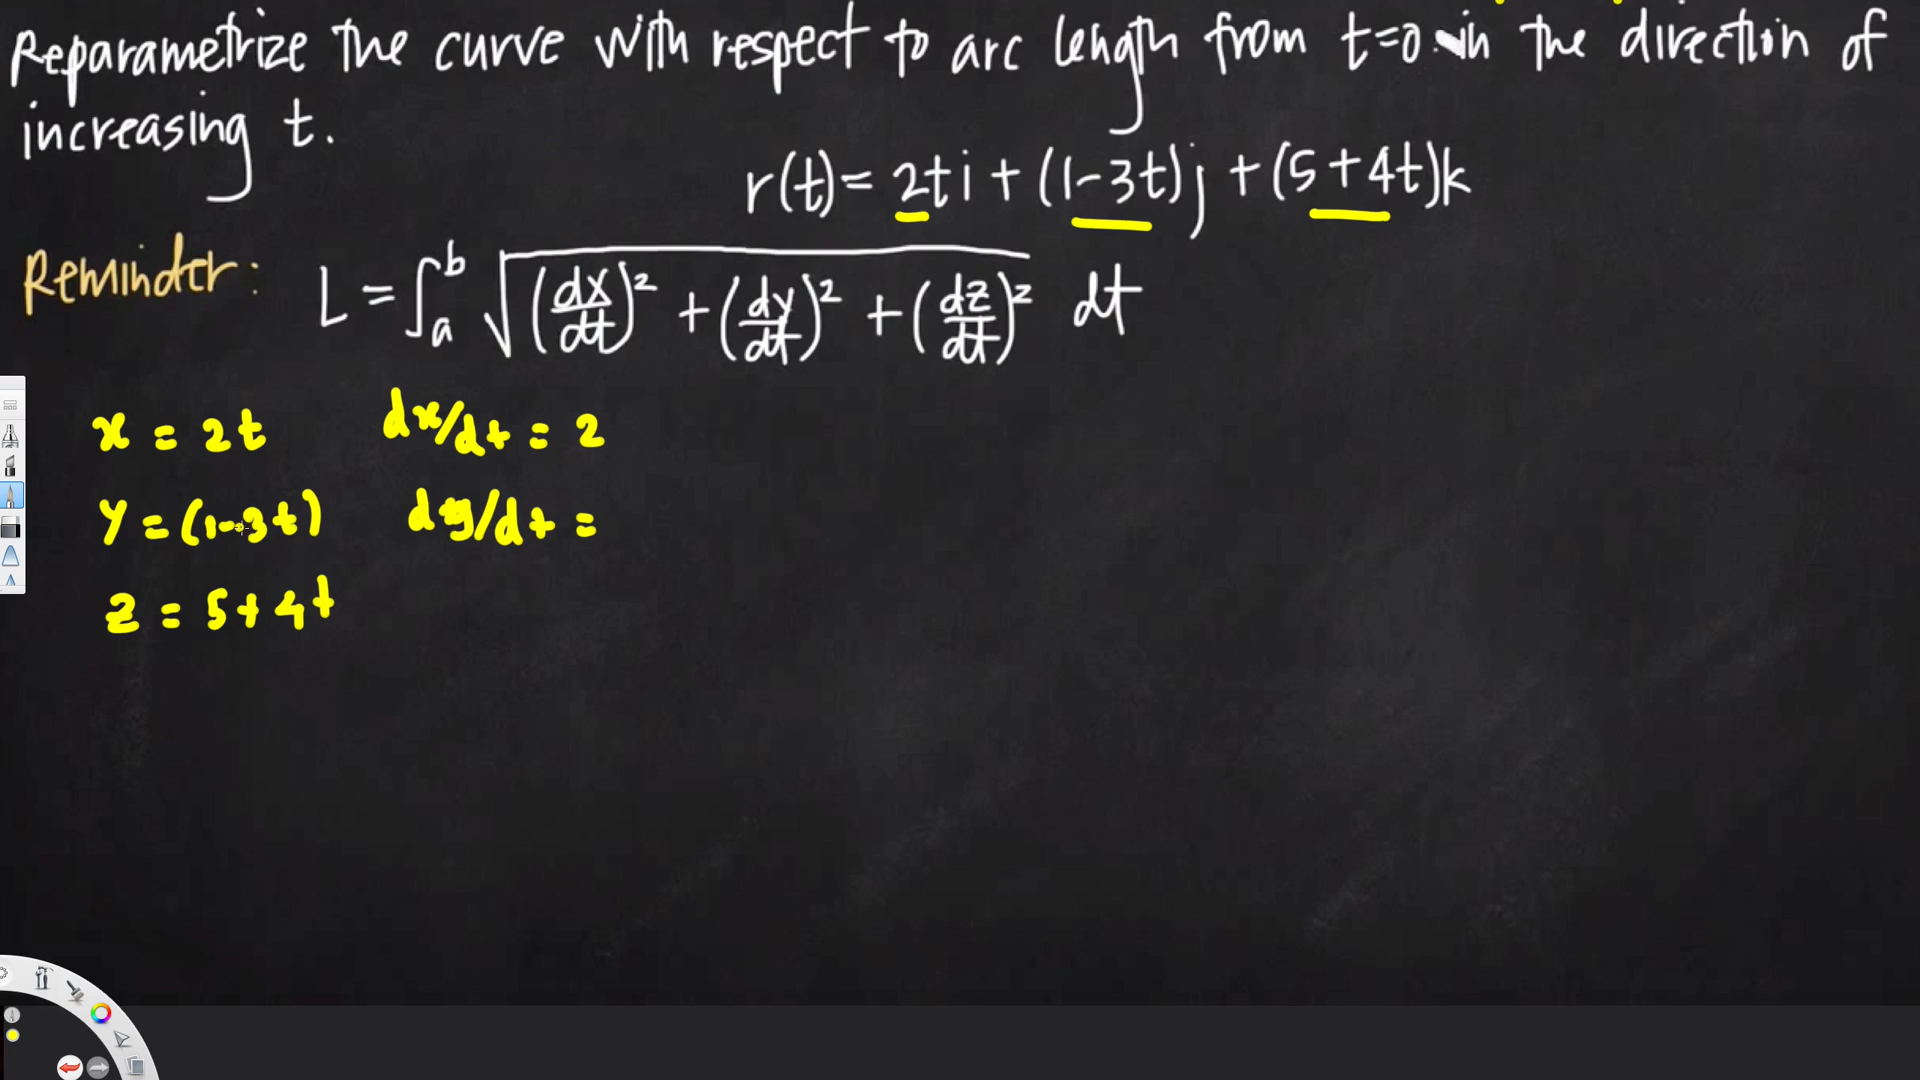 Reparametrize the curve with respect to arc length from t=0 in the direction of
increasing t.
r(t)= 2t i + (1-3t)j + (5+4t)k
Reminder: L = ∫_a^b √((dx/dt)² + (dy/dt)² + (dz/dt)²) dt
x = 2t dx/dt = 2
y = (1-3t) dy/dt =
z = 5+4t